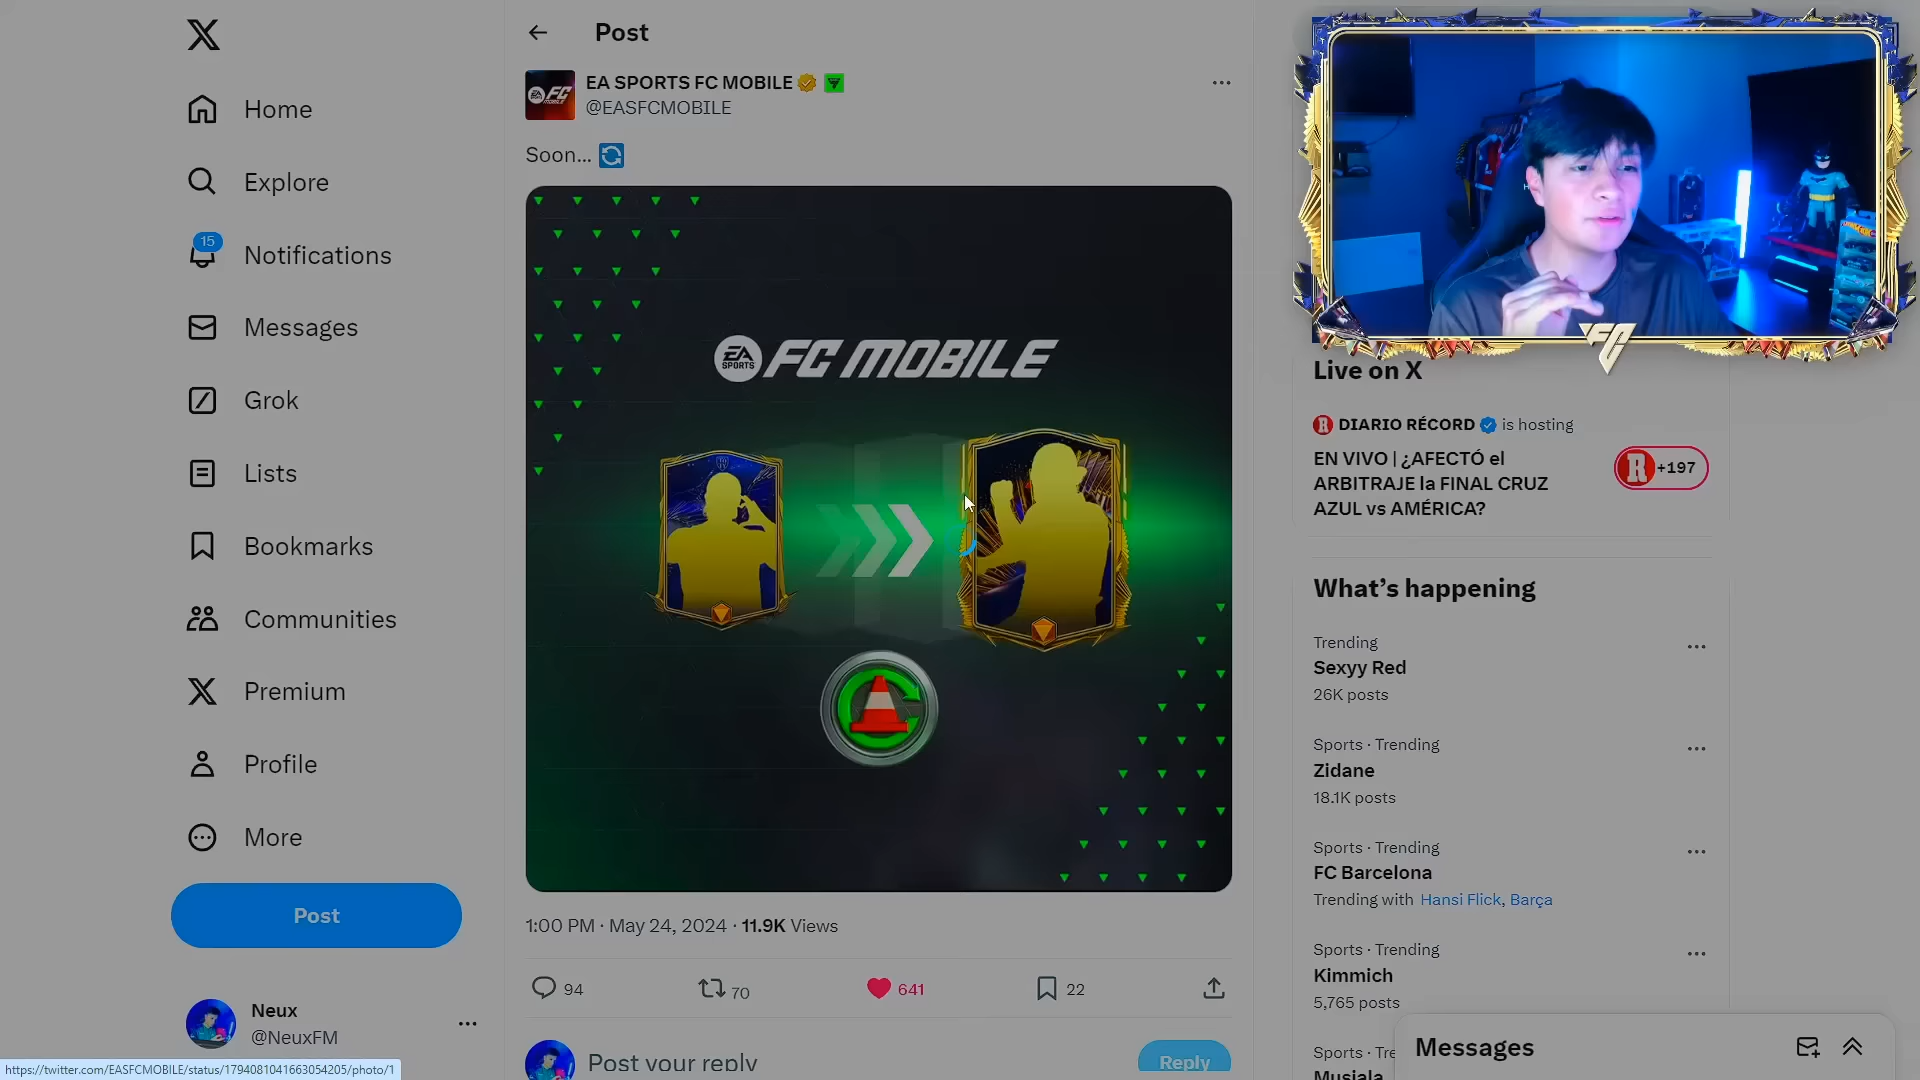 Post
EA SPORTS FC MOBILE
@EASFCMOBILE
Soon...
EA SPORTS FC MOBILE
1:00 PM · May 24, 2024 · 11.9K Views
94
70
641
22
Post your reply
Reply
Home
Explore
15
Notifications
Messages
Grok
Lists
Bookmarks
Communities
Premium
Profile
More
Post
Neux
@NeuxFM
https://twitter.com/EASFCMOBILE/status/1794081041663054205/photo/1
Live on X
DIARIO RÉCORD is hosting
EN VIVO | ¿AFECTÓ el
ARBITRAJE la FINAL CRUZ
AZUL vs AMÉRICA?
R +197
What's happening
Trending
Sexyy Red
26K posts
Sports · Trending
Zidane
18.1K posts
Sports · Trending
FC Barcelona
Trending with Hansi Flick, Barça
Sports · Trending
Kimmich
5,765 posts
Sports · Tre
Musiala
Messages